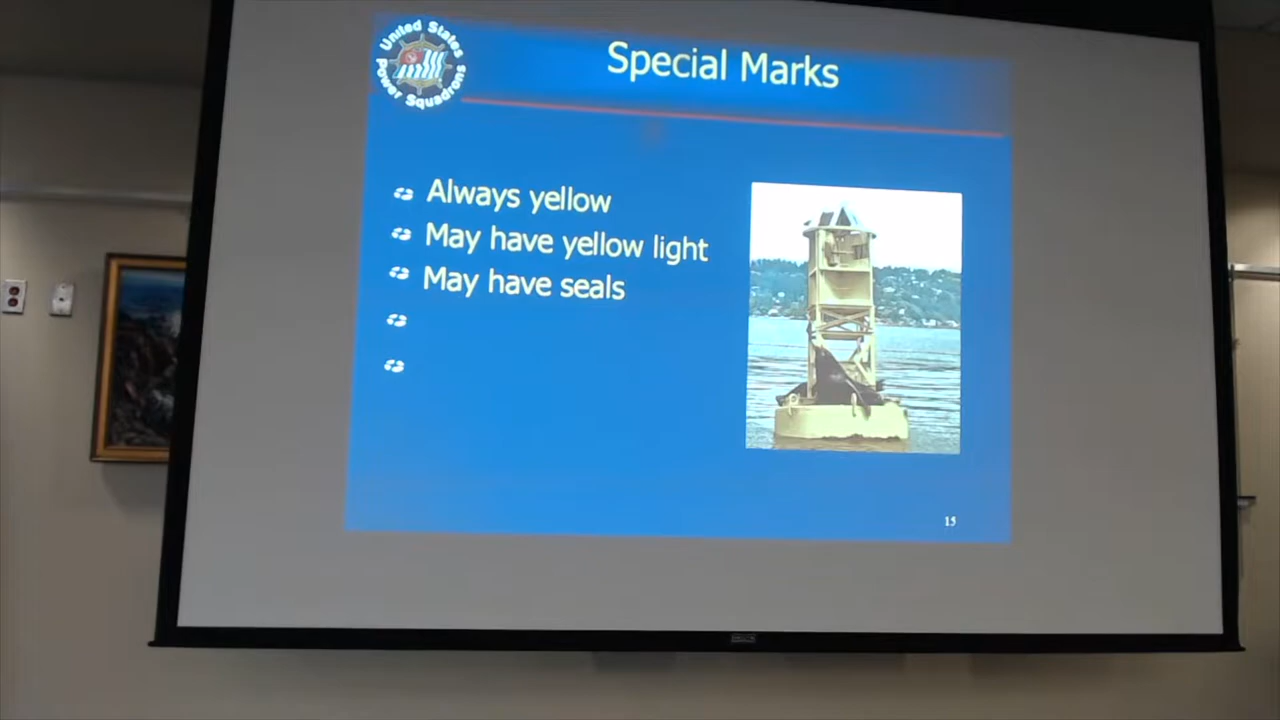 United States
Power Squadrons
Special Marks
Always yellow
May have yellow light
May have seals
15